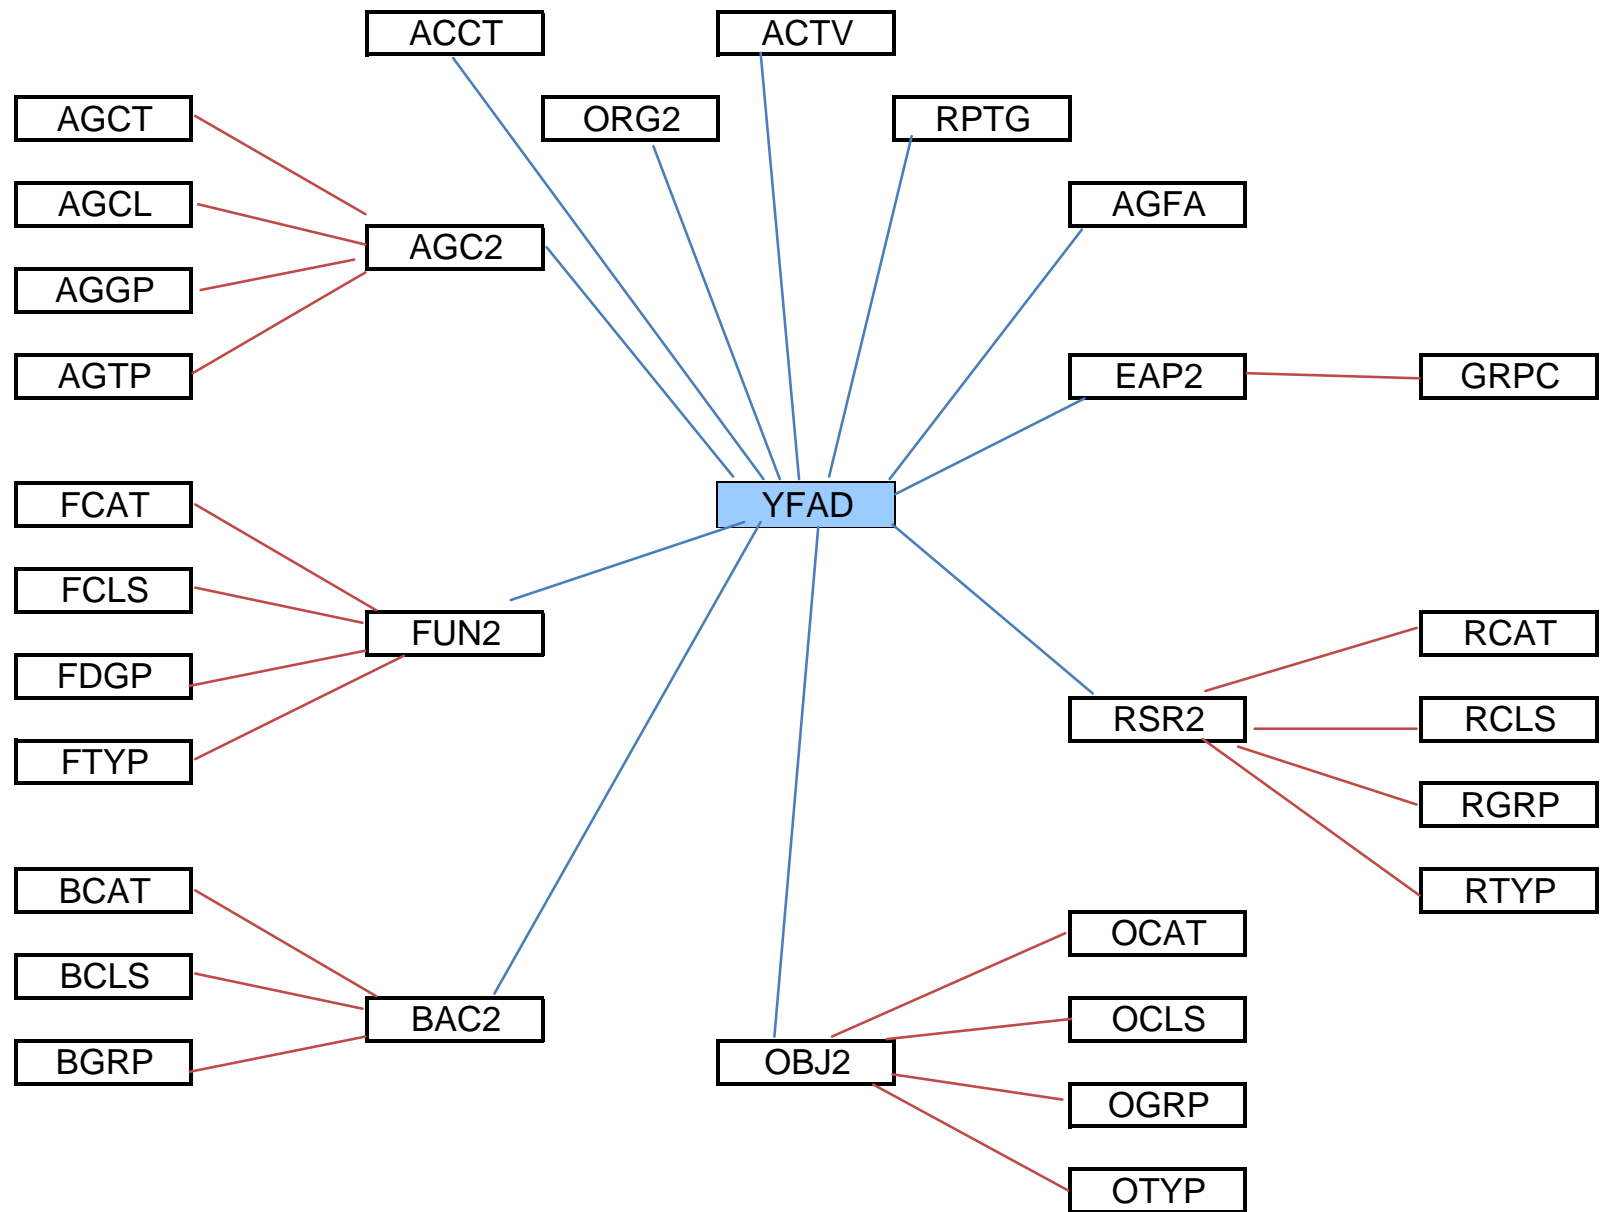 ACCT
ACTV
AGCT
ORG2
RPTG
AGCL
AGFA
AGC2
AGGP
AGTP
EAP2
GRPC
FCAT
YFAD
FCLS
FUN2
RCAT
FDGP
RSR2
RCLS
FTYP
RGRP
BCAT
RTYP
OCAT
BCLS
BAC2
OCLS
BGRP
OBJ2
OGRP
OTYP